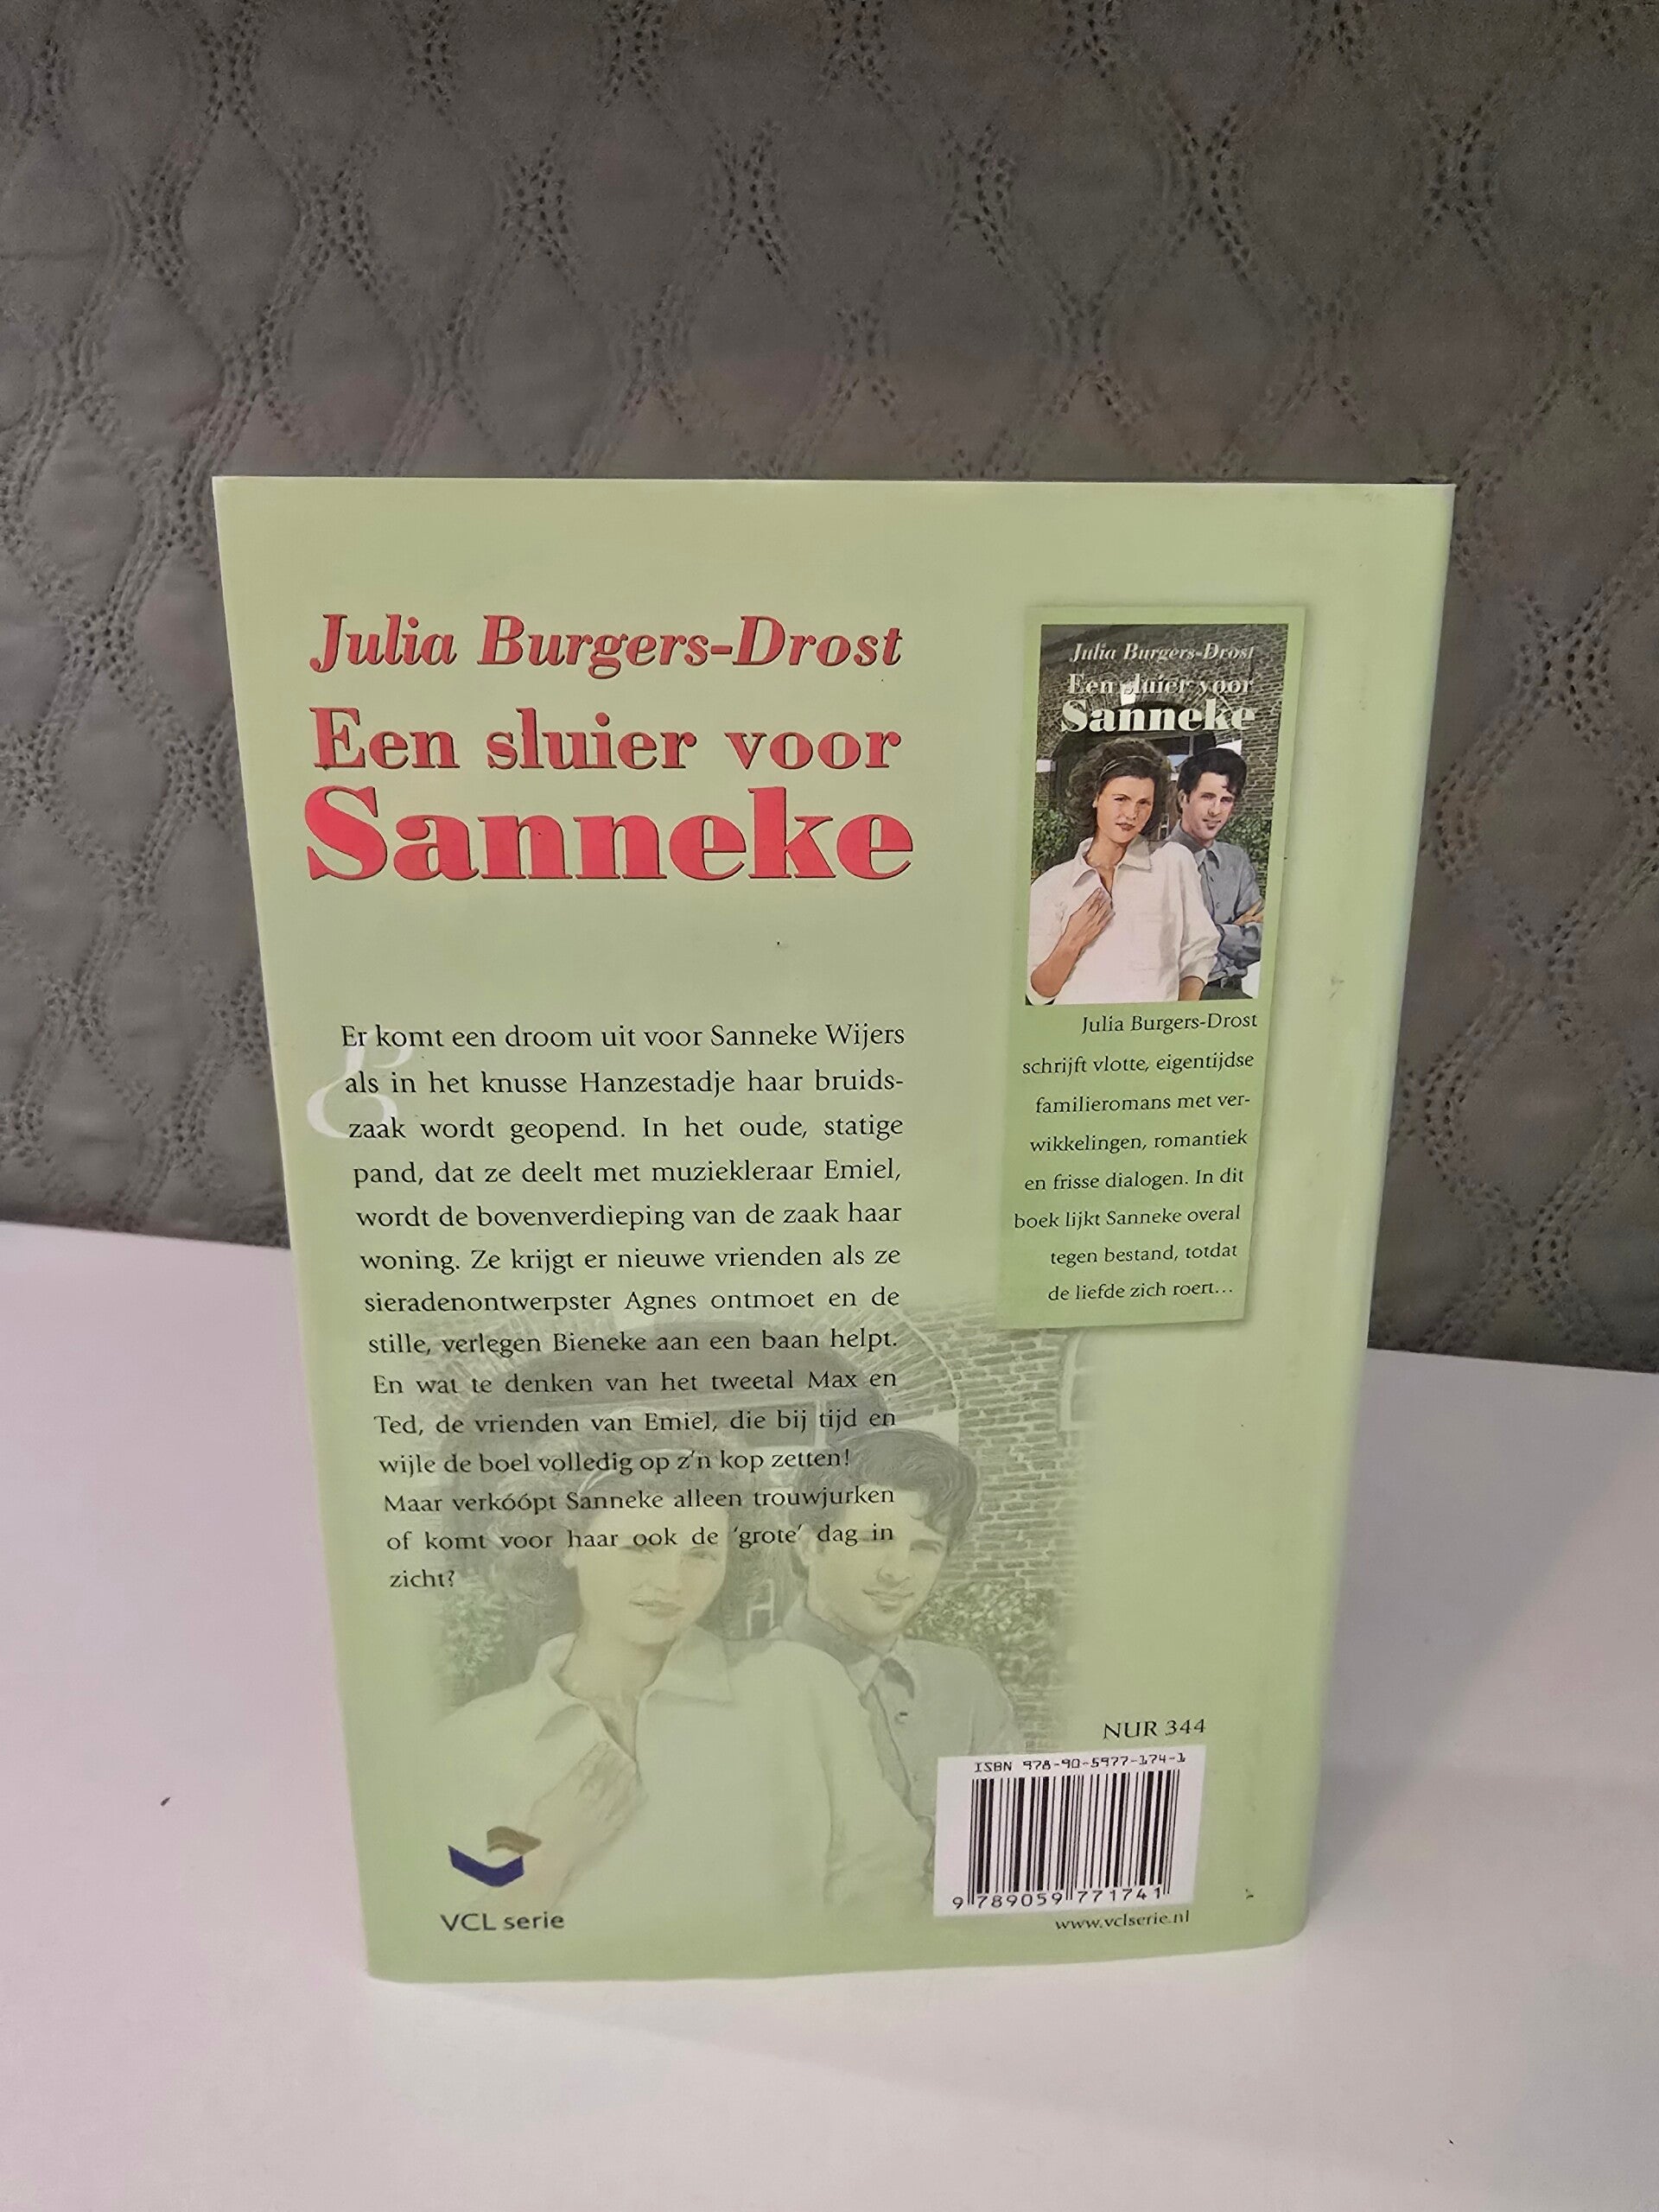 Julia Burgers-Drost
Een sluier voor
Sanneke
Er komt een droom uit voor Sanneke Wijers
als in het knusse Hanzestadje haar bruids-
zaak wordt geopend. In het oude, statige
pand, dat ze deelt met muziekleraar Emiel,
wordt de bovenverdieping van de zaak haar
woning. Ze krijgt er nieuwe vrienden als ze
sieradenontwerpster Agnes ontmoet en de
stille, verlegen Bieneke aan een baan helpt.
En wat te denken van het tweetal Max en
Ted, de vrienden van Emiel, die bij tijd en
wijle de boel volledig op z'n kop zetten!
Maar verkóópt Sanneke alleen trouwjurken
of komt voor haar ook de 'grote' dag in
zicht?
Julia Burgers-Drost
Een sluier voor
Sanneke
Julia Burgers-Drost
schrijft vlotte, eigentijdse
familieromans met ver-
wikkelingen, romantiek
en frisse dialogen. In dit
boek lijkt Sanneke overal
tegen bestand, totdat
de liefde zich roert...
NUR 344
ISBN 978-90-5977-174-1
9 789059 771741
www.vclserie.nl
VCL serie